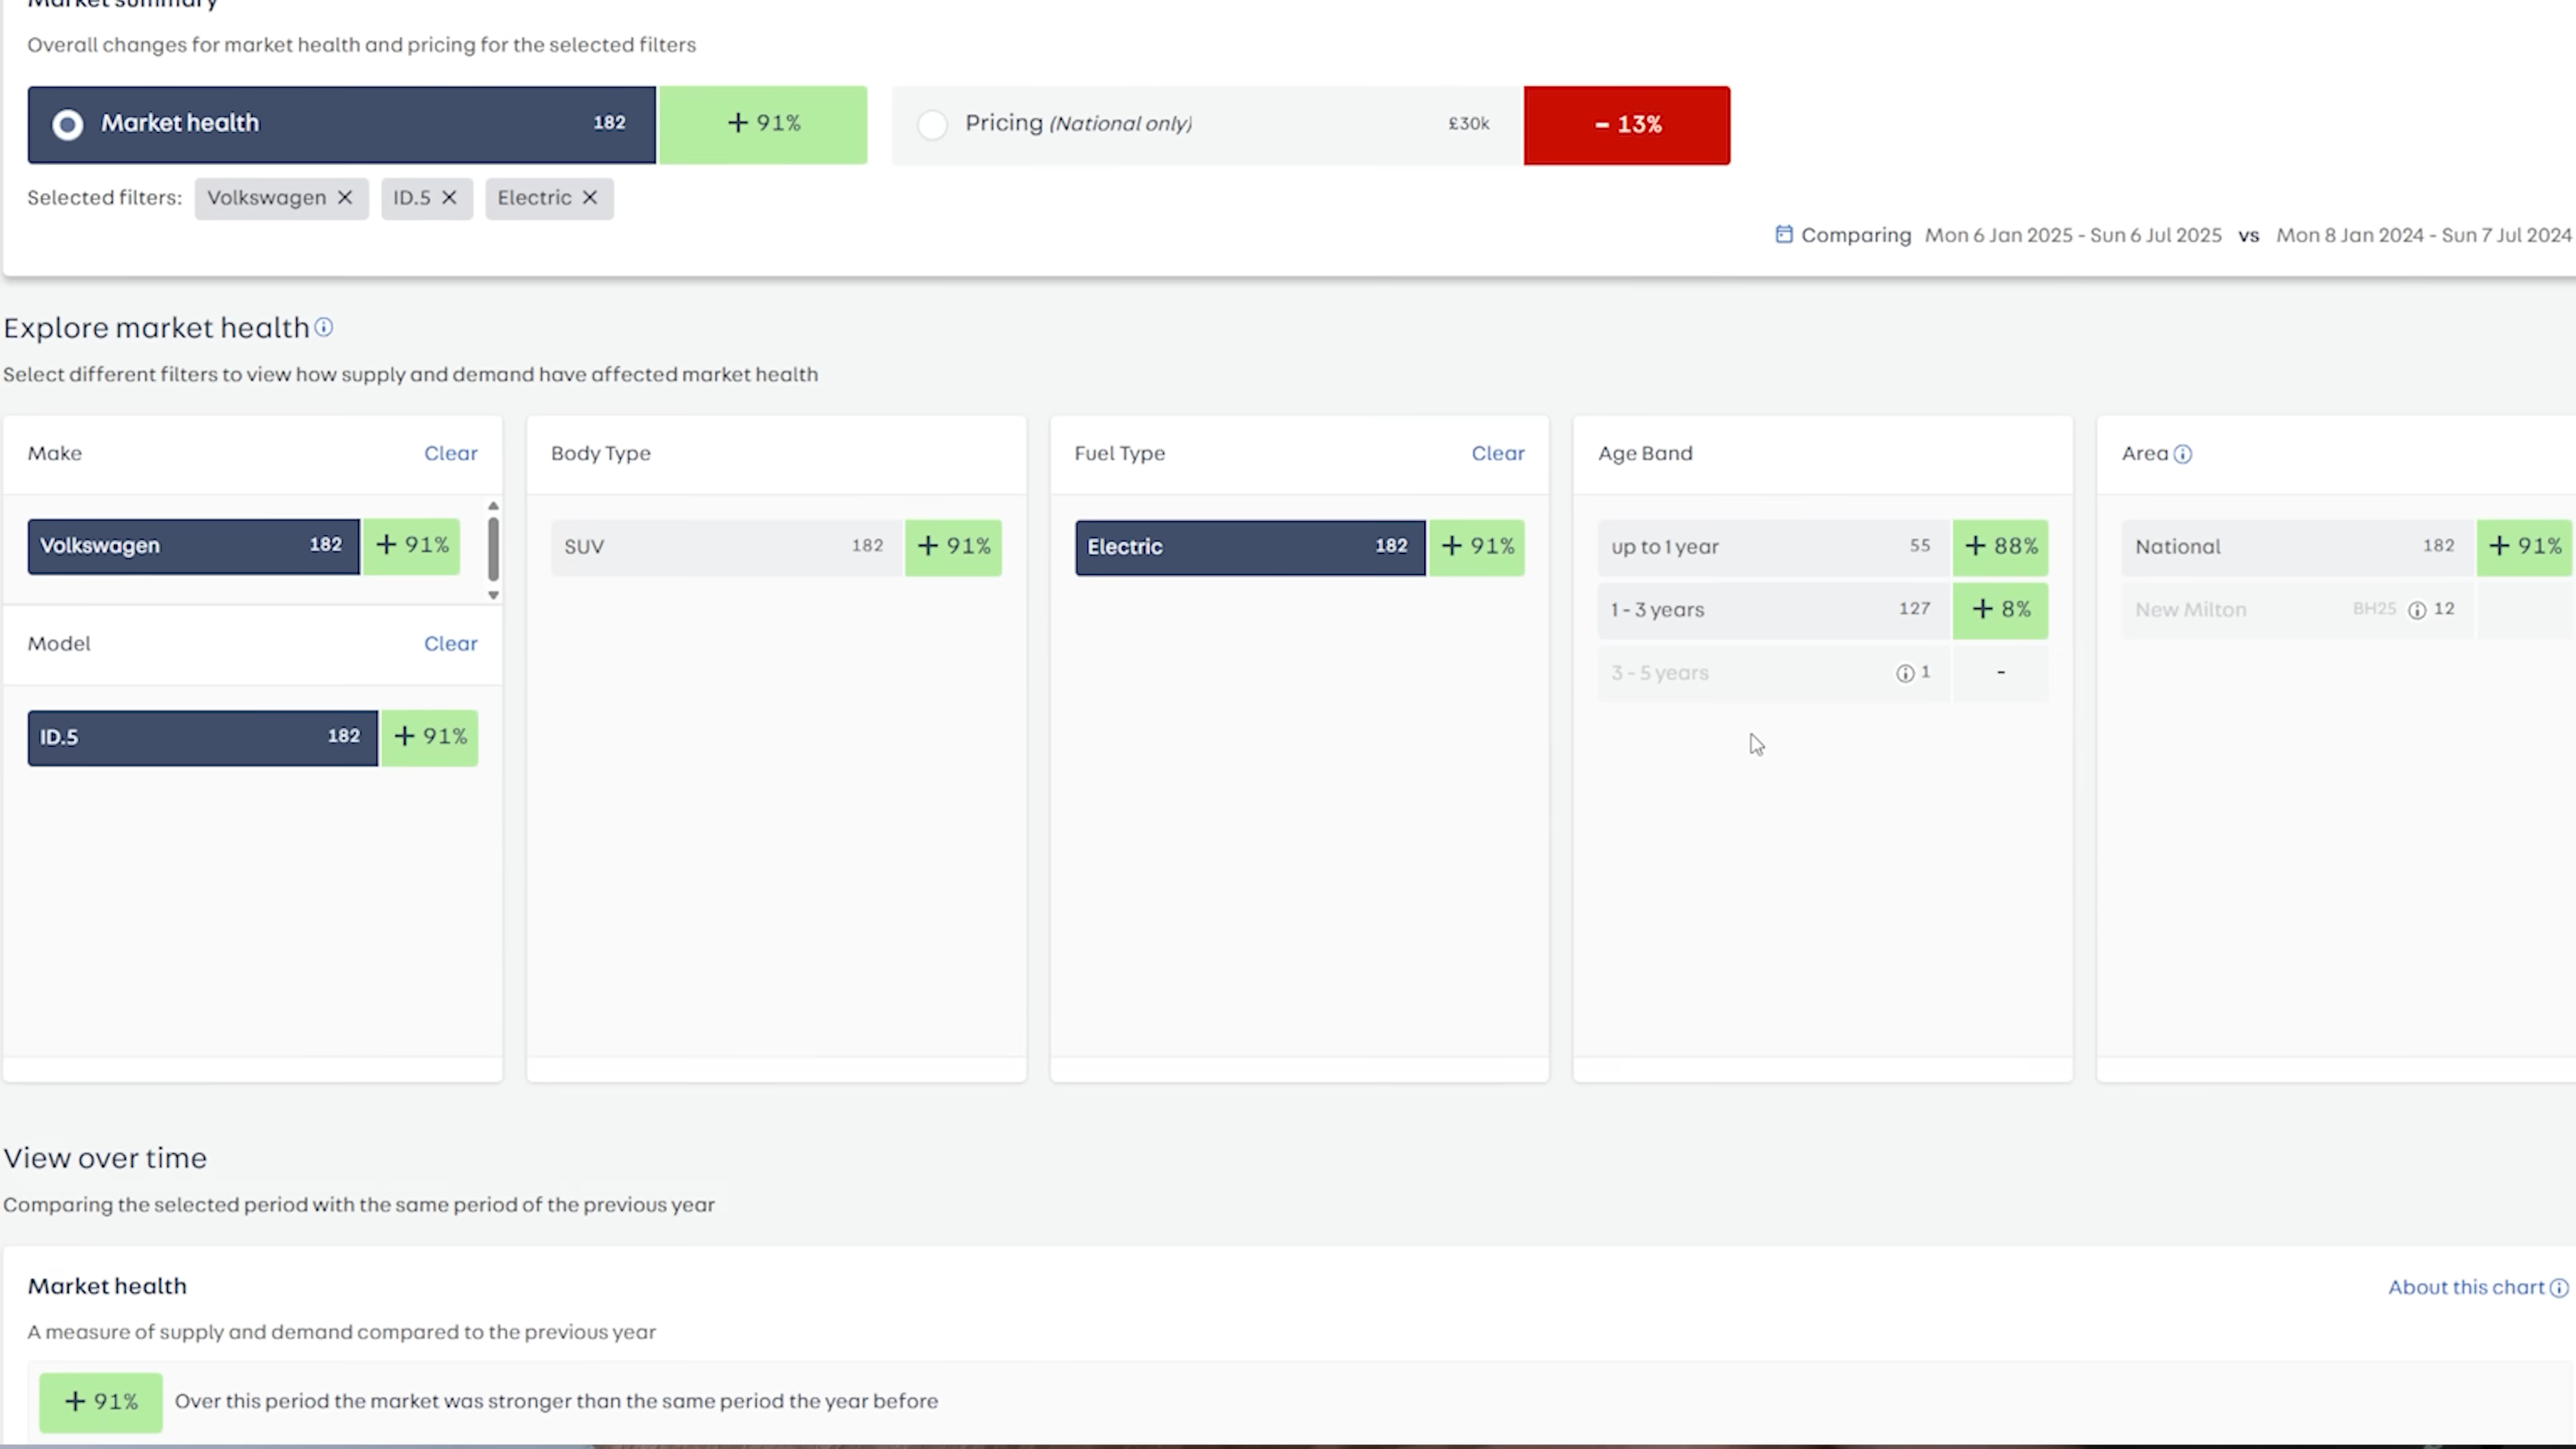 Market summary
Overall changes for market health and pricing for the selected filters
Market health 182 + 91% Pricing (National only) £30k - 13%
Selected filters: Volkswagen ✕ ID.5 ✕ Electric ✕
Comparing Mon 6 Jan 2025 - Sun 6 Jul 2025 vs Mon 8 Jan 2024 - Sun 7 Jul 2024
Explore market health
Select different filters to view how supply and demand have affected market health
Make Clear
Volkswagen 182 + 91%
Model Clear
ID.5 182 + 91%
Body Type
SUV 182 + 91%
Fuel Type Clear
Electric 182 + 91%
Age Band
up to 1 year 55 + 88%
1 - 3 years 127 + 8%
3 - 5 years 1 -
Area
National 182 + 91%
New Milton BH25 12
View over time
Comparing the selected period with the same period of the previous year
Market health About this chart
A measure of supply and demand compared to the previous year
+ 91% Over this period the market was stronger than the same period the year before